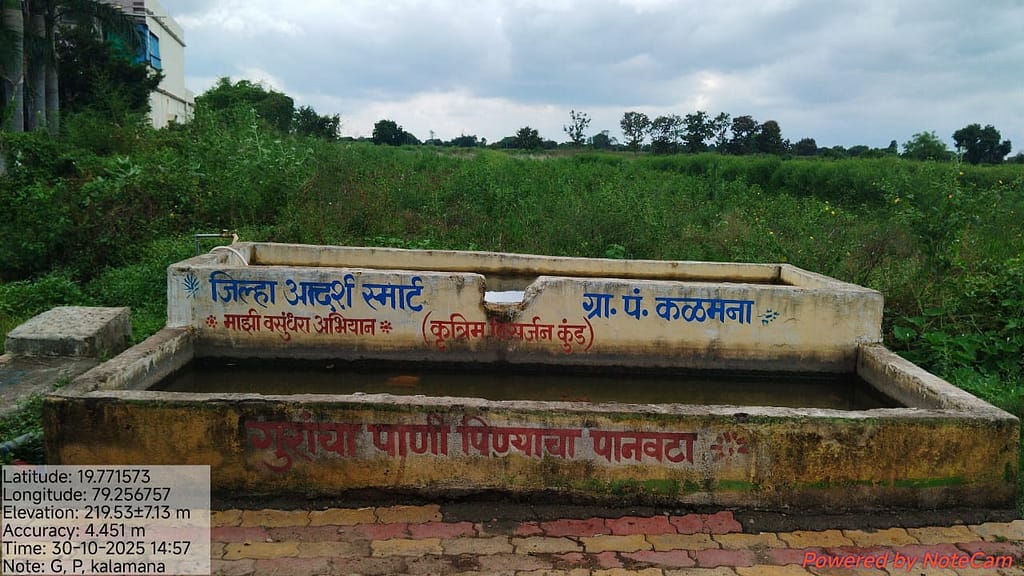 जिल्हा आदर्श स्मार्ट ग्रा. पं. कळमना
माझी वसुंधरा अभियान (कृत्रिम विसर्जन कुंड)
गुरांचा पाणी पिण्याचा पानवटा
Latitude: 19.771573
Longitude: 79.256757
Elevation: 219.53±7.13 m
Accuracy: 4.451 m
Time: 30-10-2025 14:57
Note: G, P, kalamana
Powered by NoteCam